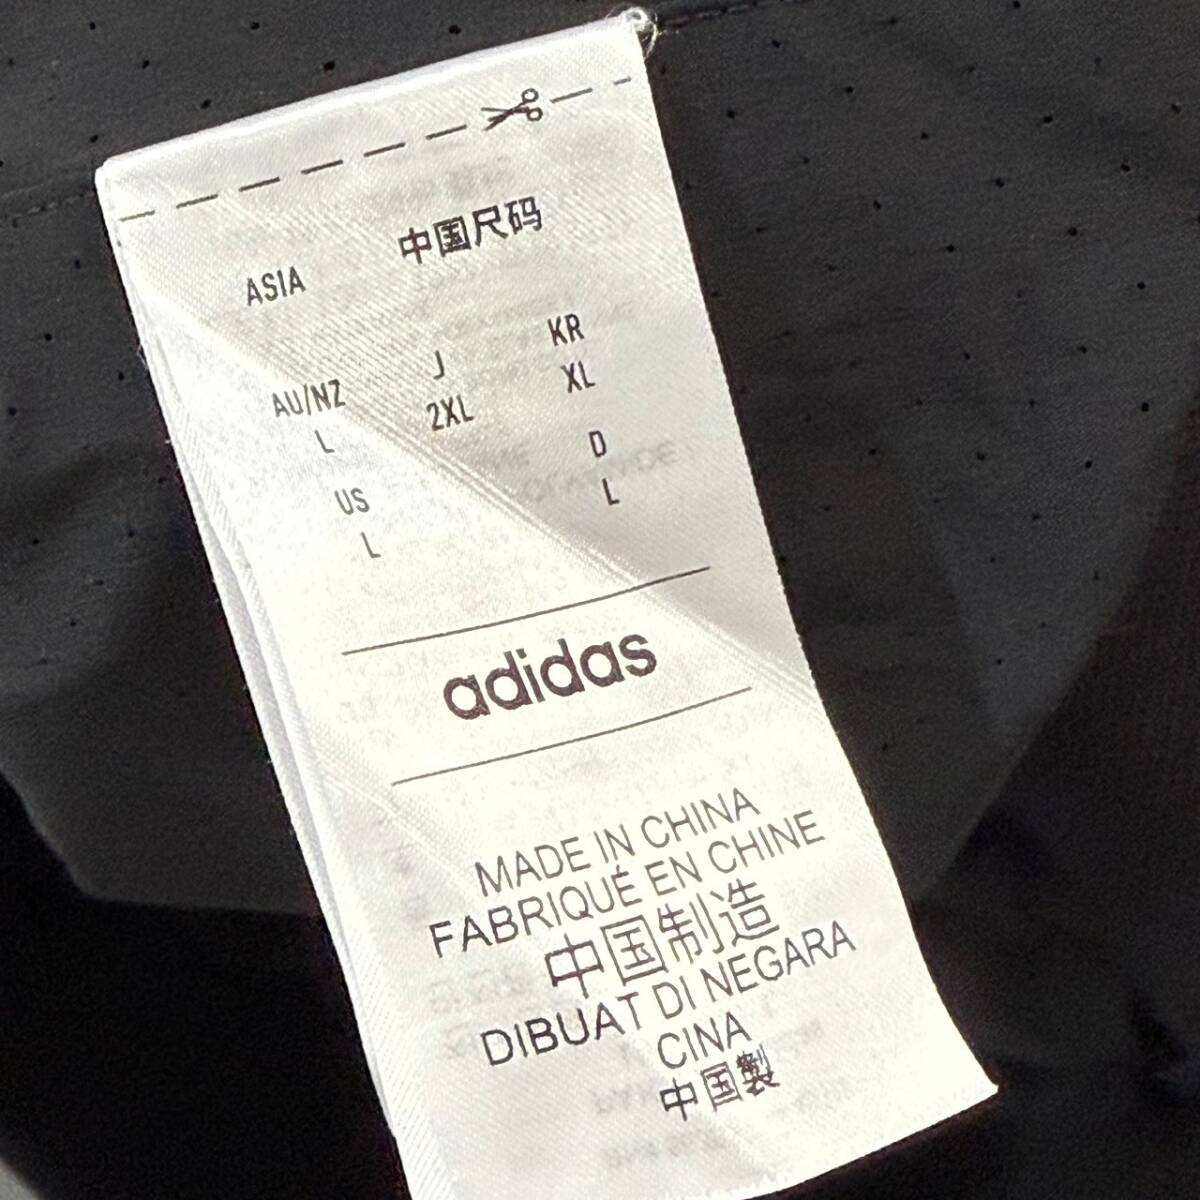 中国尺码
ASIA
J
KR
AU/NZ
2XL
XL
L
US
D
L
L
adidas
MADE IN CHINA
FABRIQUÉ EN CHINE
中国制造
DIBUAT DI NEGARA
CINA
中国製